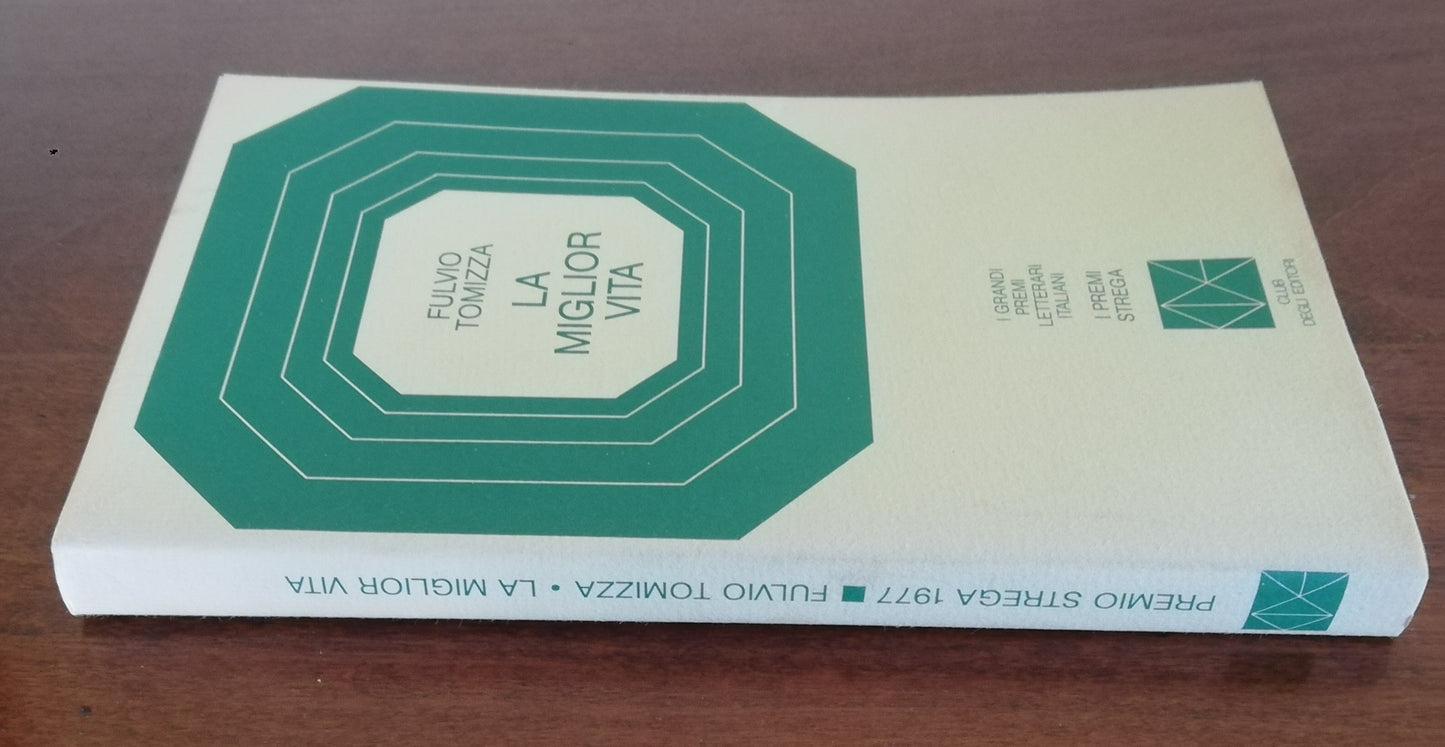 FULVIO
TOMIZZA
LA
MIGLIOR
VITA
I GRANDI
PREMI
LETTERARI
ITALIANI
I PREMI
STREGA
CLUB
DEGLI EDITORI
PREMIO STREGA 1977 ■ FULVIO TOMIZZA • LA MIGLIOR VITA